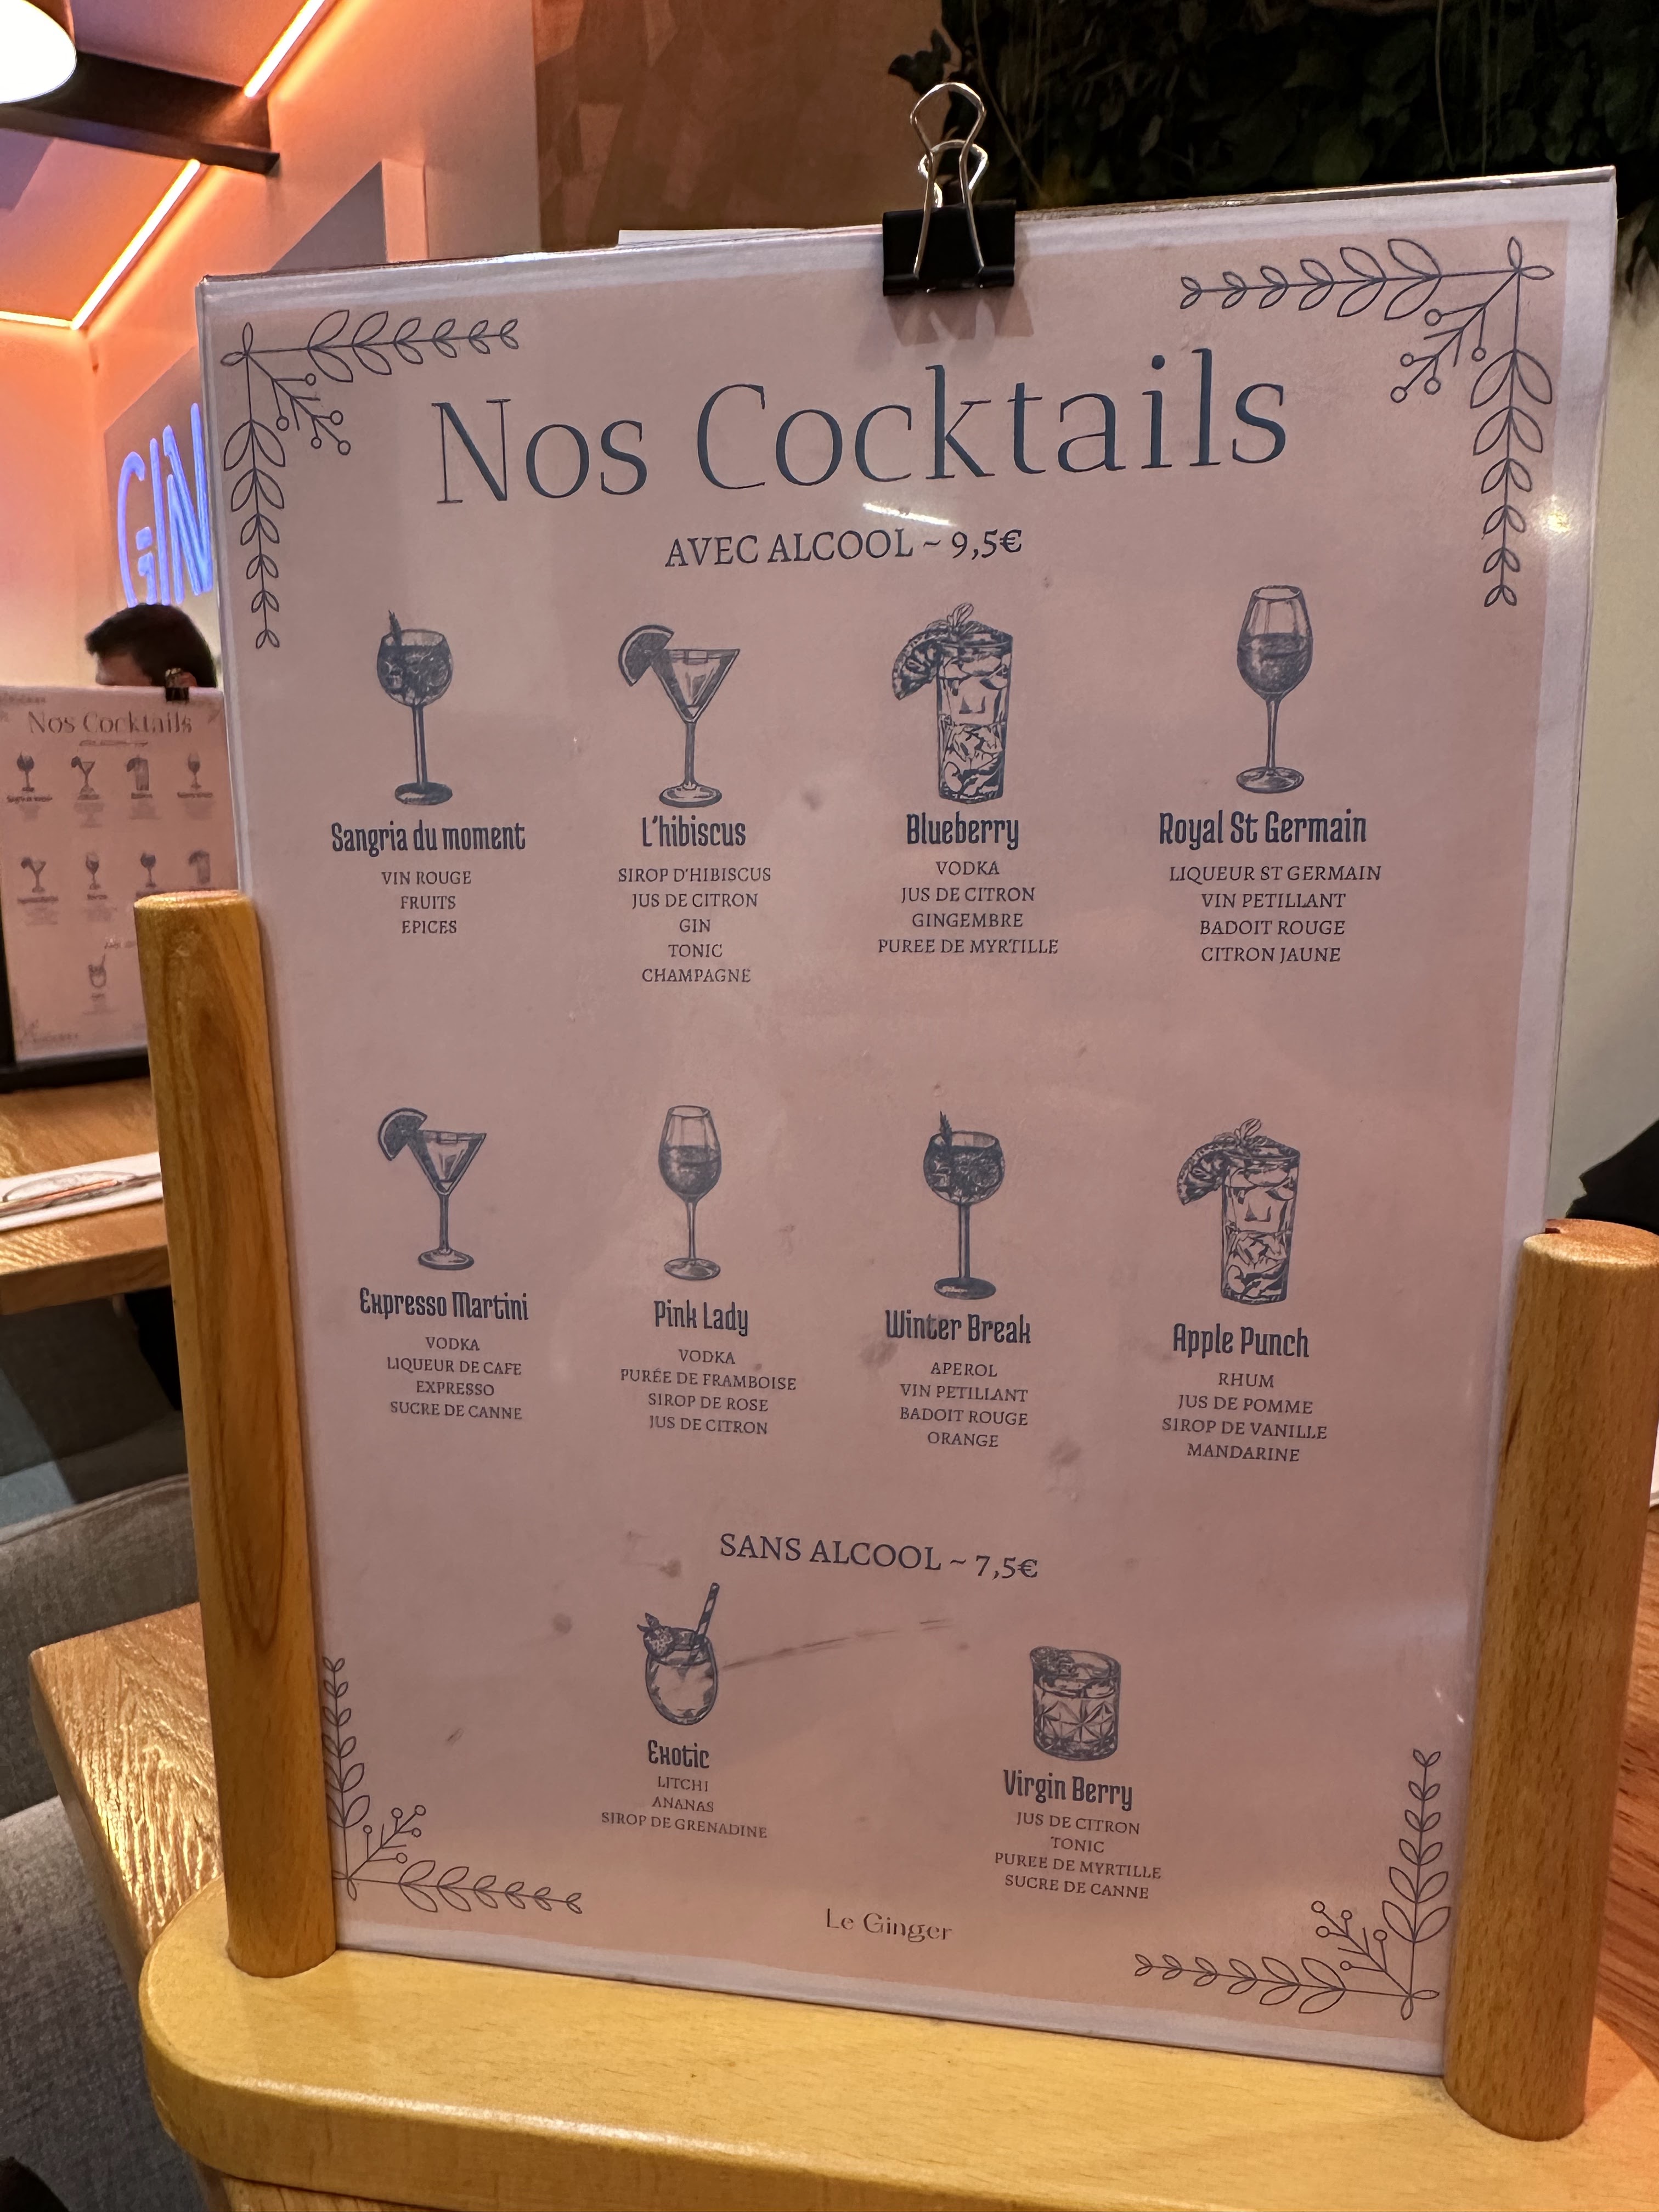 Nos Cocktails
AVEC ALCOOL ~ 9,5€
Sangria du moment
VIN ROUGE
FRUITS
EPICES
L'hibiscus
SIROP D'HIBISCUS
JUS DE CITRON
GIN
TONIC
CHAMPAGNE
Blueberry
VODKA
JUS DE CITRON
GINGEMBRE
PUREE DE MYRTILLE
Royal St Germain
LIQUEUR ST GERMAIN
VIN PETILLANT
BADOIT ROUGE
CITRON JAUNE
Expresso Martini
VODKA
LIQUEUR DE CAFE
EXPRESSO
SUCRE DE CANNE
Pink Lady
VODKA
PURÉE DE FRAMBOISE
SIROP DE ROSE
JUS DE CITRON
Winter Break
APEROL
VIN PETILLANT
BADOIT ROUGE
ORANGE
Apple Punch
RHUM
JUS DE POMME
SIROP DE VANILLE
MANDARINE
SANS ALCOOL ~ 7,5€
Exotic
LITCHI
ANANAS
SIROP DE GRENADINE
Virgin Berry
JUS DE CITRON
TONIC
PUREE DE MYRTILLE
SUCRE DE CANNE
Le Ginger
GIN
Nos Cocktails